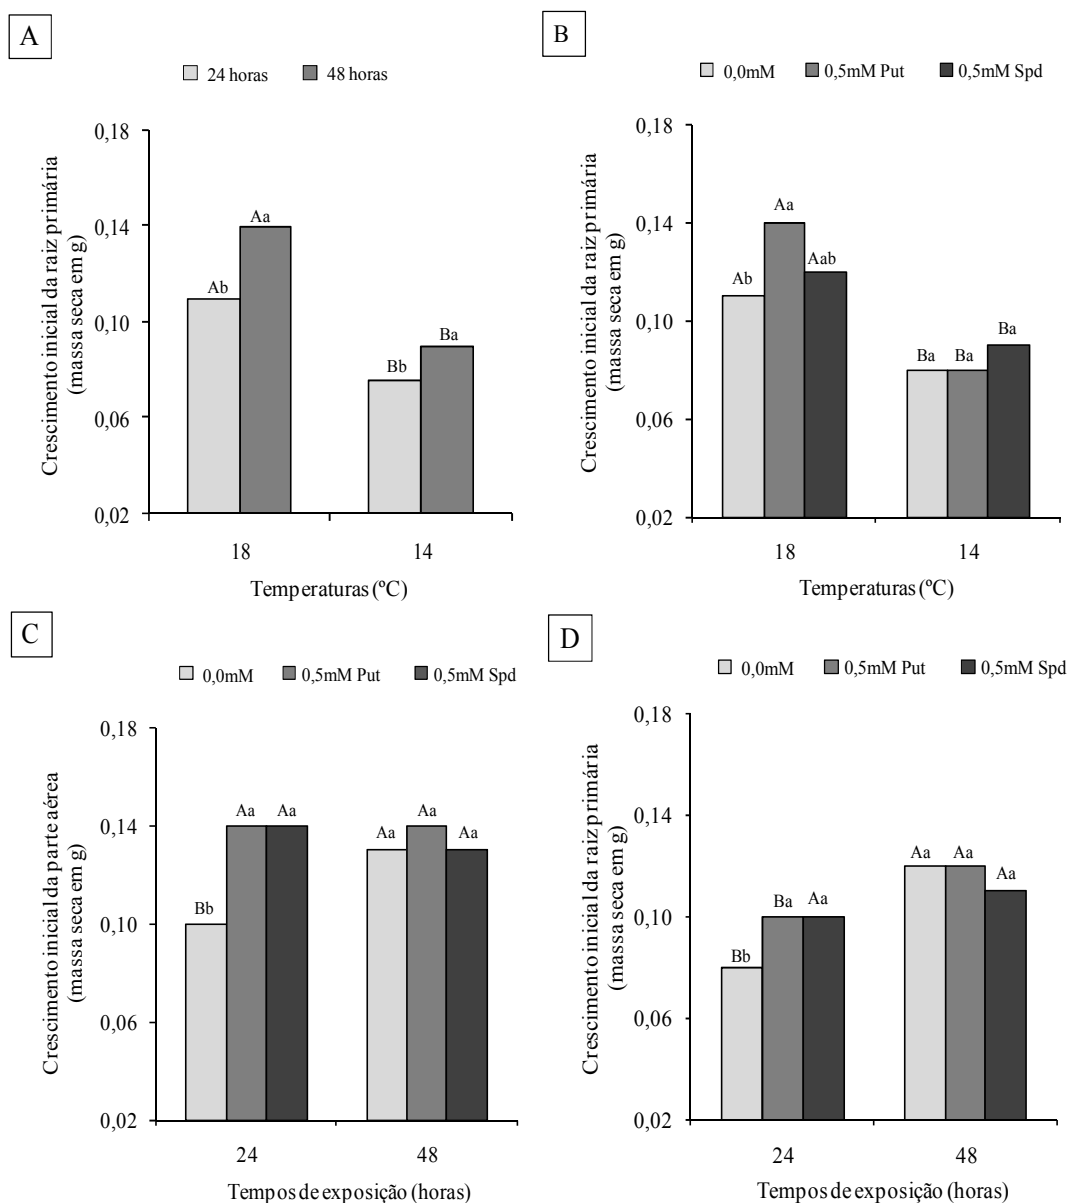 A
24 horas 48 horas
Crescimento inicial da raiz primária
(massa seca em g)
0,18
0,14
0,10
0,06
0,02
Ab Aa Bb Ba
18 14
Temperaturas (ºC)
B
0,0mM 0,5mM Put 0,5mM Spd
Crescimento inicial da raiz primária
(massa seca em g)
0,18
0,14
0,10
0,06
0,02
Ab Aa Aab Ba Ba Ba
18 14
Temperaturas (ºC)
C
0,0mM 0,5mM Put 0,5mM Spd
Crescimento inicial da parte aérea
(massa seca em g)
0,18
0,14
0,10
0,06
0,02
Bb Aa Aa Aa Aa Aa
24 48
Tempos de exposição (horas)
D
0,0mM 0,5mM Put 0,5mM Spd
Crescimento inicial da raiz primária
(massa seca em g)
0,18
0,14
0,10
0,06
0,02
Bb Ba Aa Aa Aa Aa
24 48
Tempos de exposição (horas)